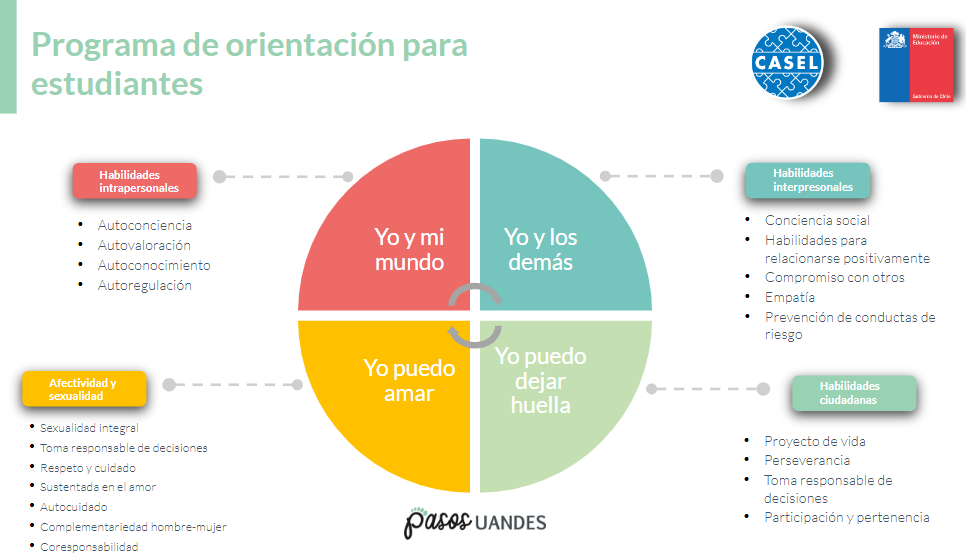 Programa de orientación para
estudiantes
CASEL
Ministerio de
Educación
Gobierno de Chile
Habilidades
intrapersonales
• Autoconciencia
• Autovaloración
• Autoconocimiento
• Autoregulación
Yo y mi
mundo
Yo y los
demás
Habilidades
interpresonales
• Conciencia social
• Habilidades para
relacionarse positivamente
• Compromiso con otros
• Empatía
• Prevención de conductas de
riesgo
Afectividad y
sexualidad
• Sexualidad integral
• Toma responsable de decisiones
• Respeto y cuidado
• Sustentada en el amor
• Autocuidado
• Complementariedad hombre-mujer
• Coresponsabilidad
Yo puedo
amar
Yo puedo
dejar
huella
Habilidades
ciudadanas
• Proyecto de vida
• Perseverancia
• Toma responsable de
decisiones
• Participación y pertenencia
Pasos UANDES